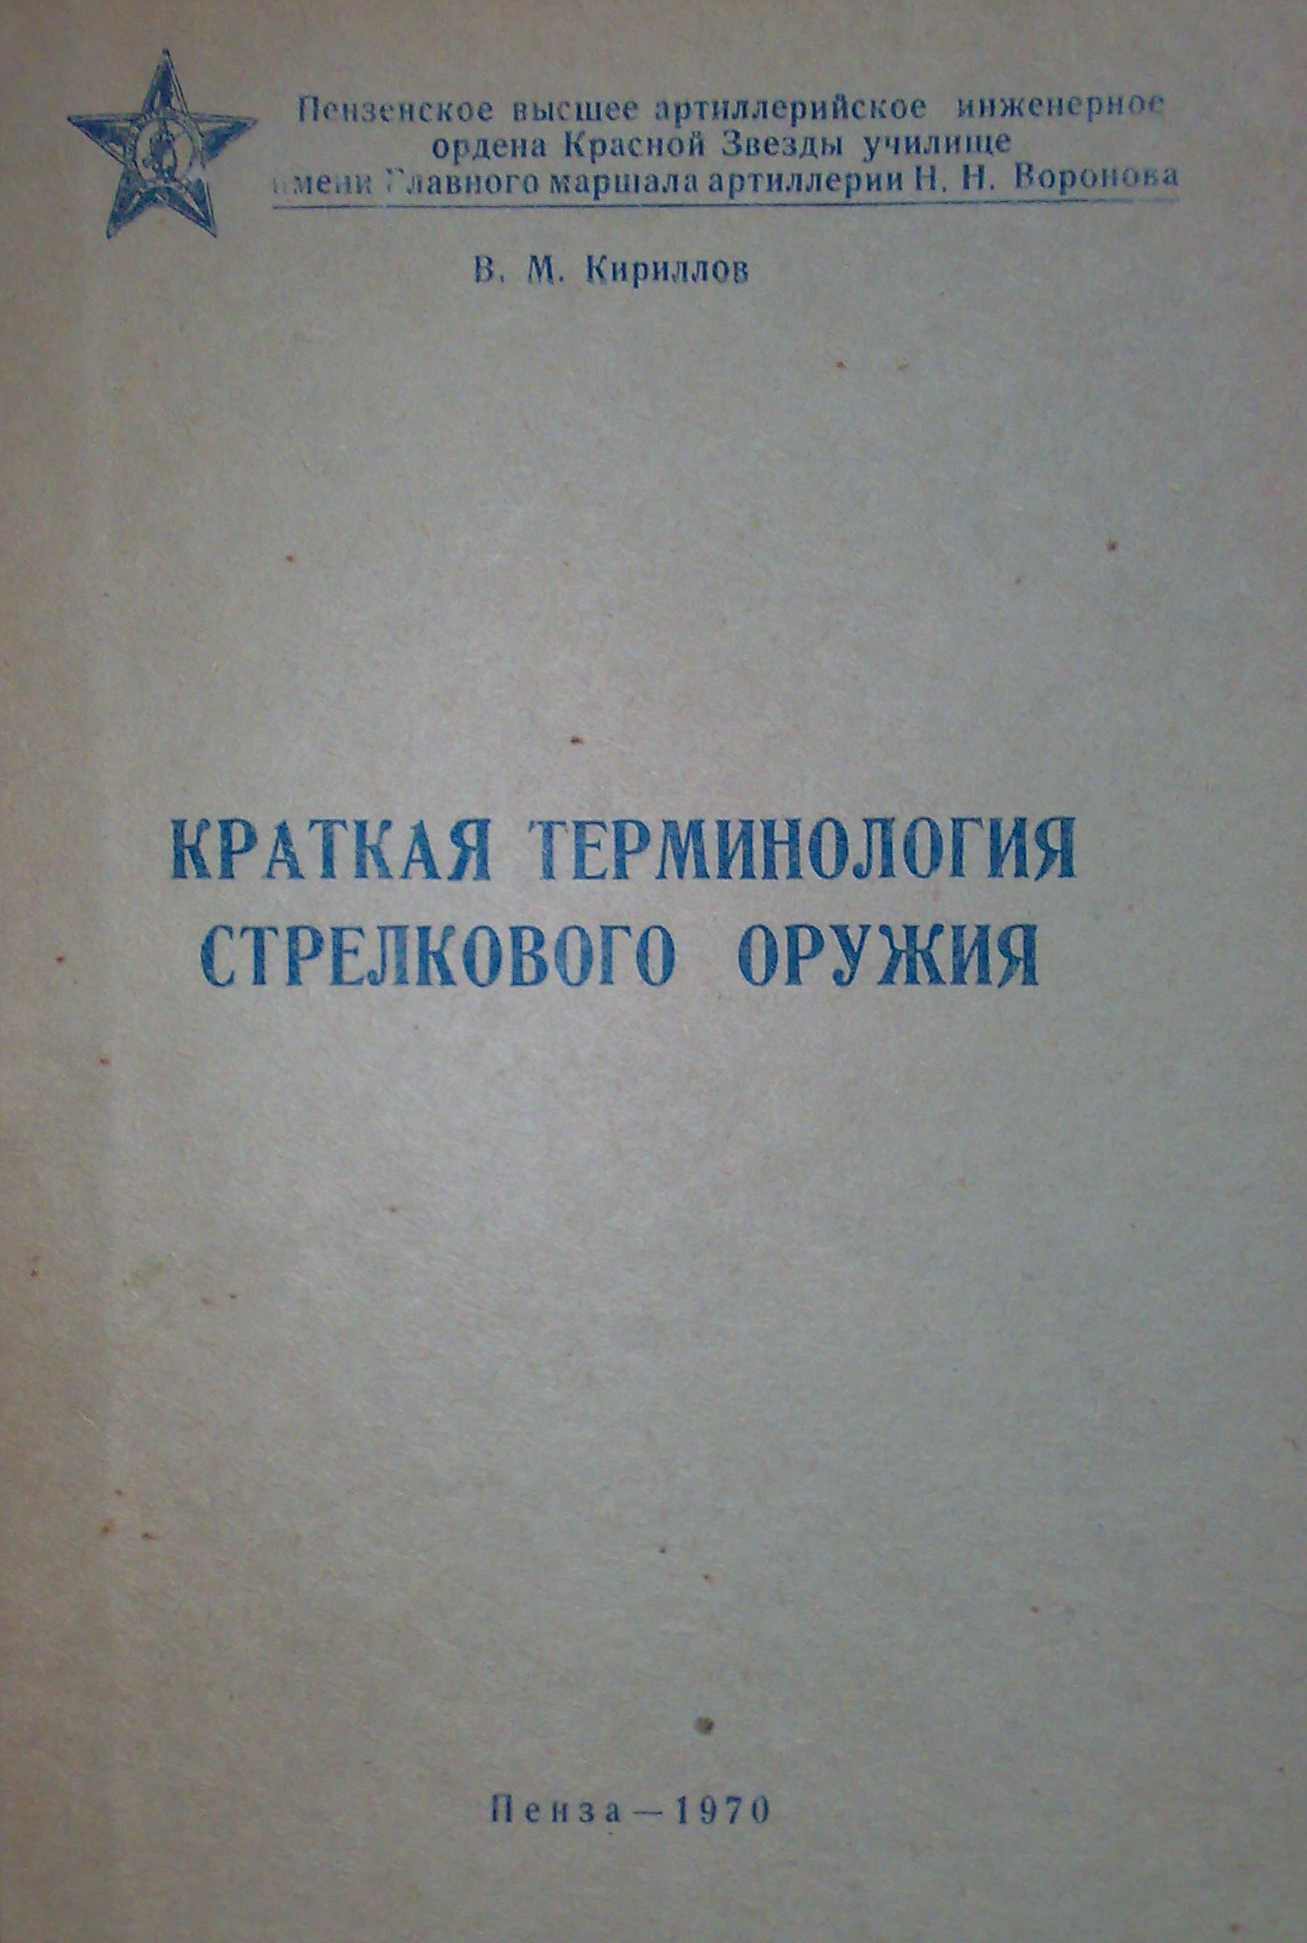 Пензенское высшее артиллерийское инженерное
ордена Красной Звезды училище
имени Главного маршала артиллерии Н. Н. Воронова
В. М. Кириллов
КРАТКАЯ ТЕРМИНОЛОГИЯ
СТРЕЛКОВОГО ОРУЖИЯ
Пенза — 1970